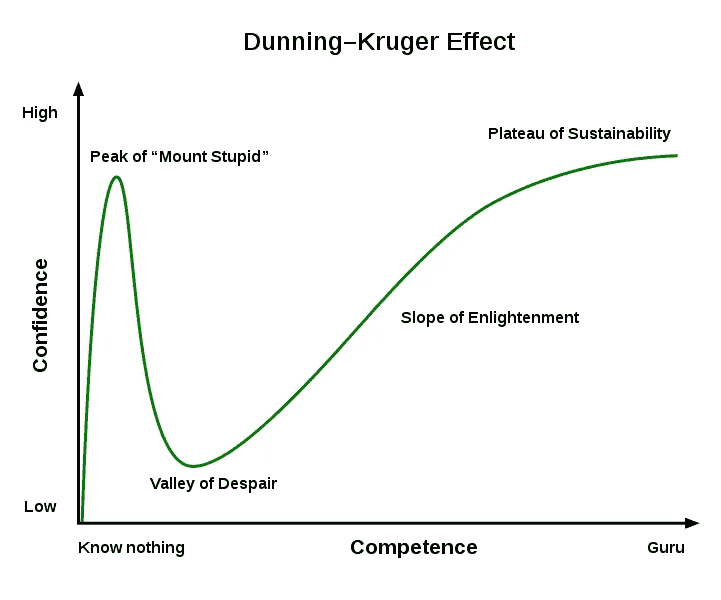 Dunning–Kruger Effect
High
Plateau of Sustainability
Peak of “Mount Stupid”
Confidence
Slope of Enlightenment
Valley of Despair
Low
Know nothing
Competence
Guru